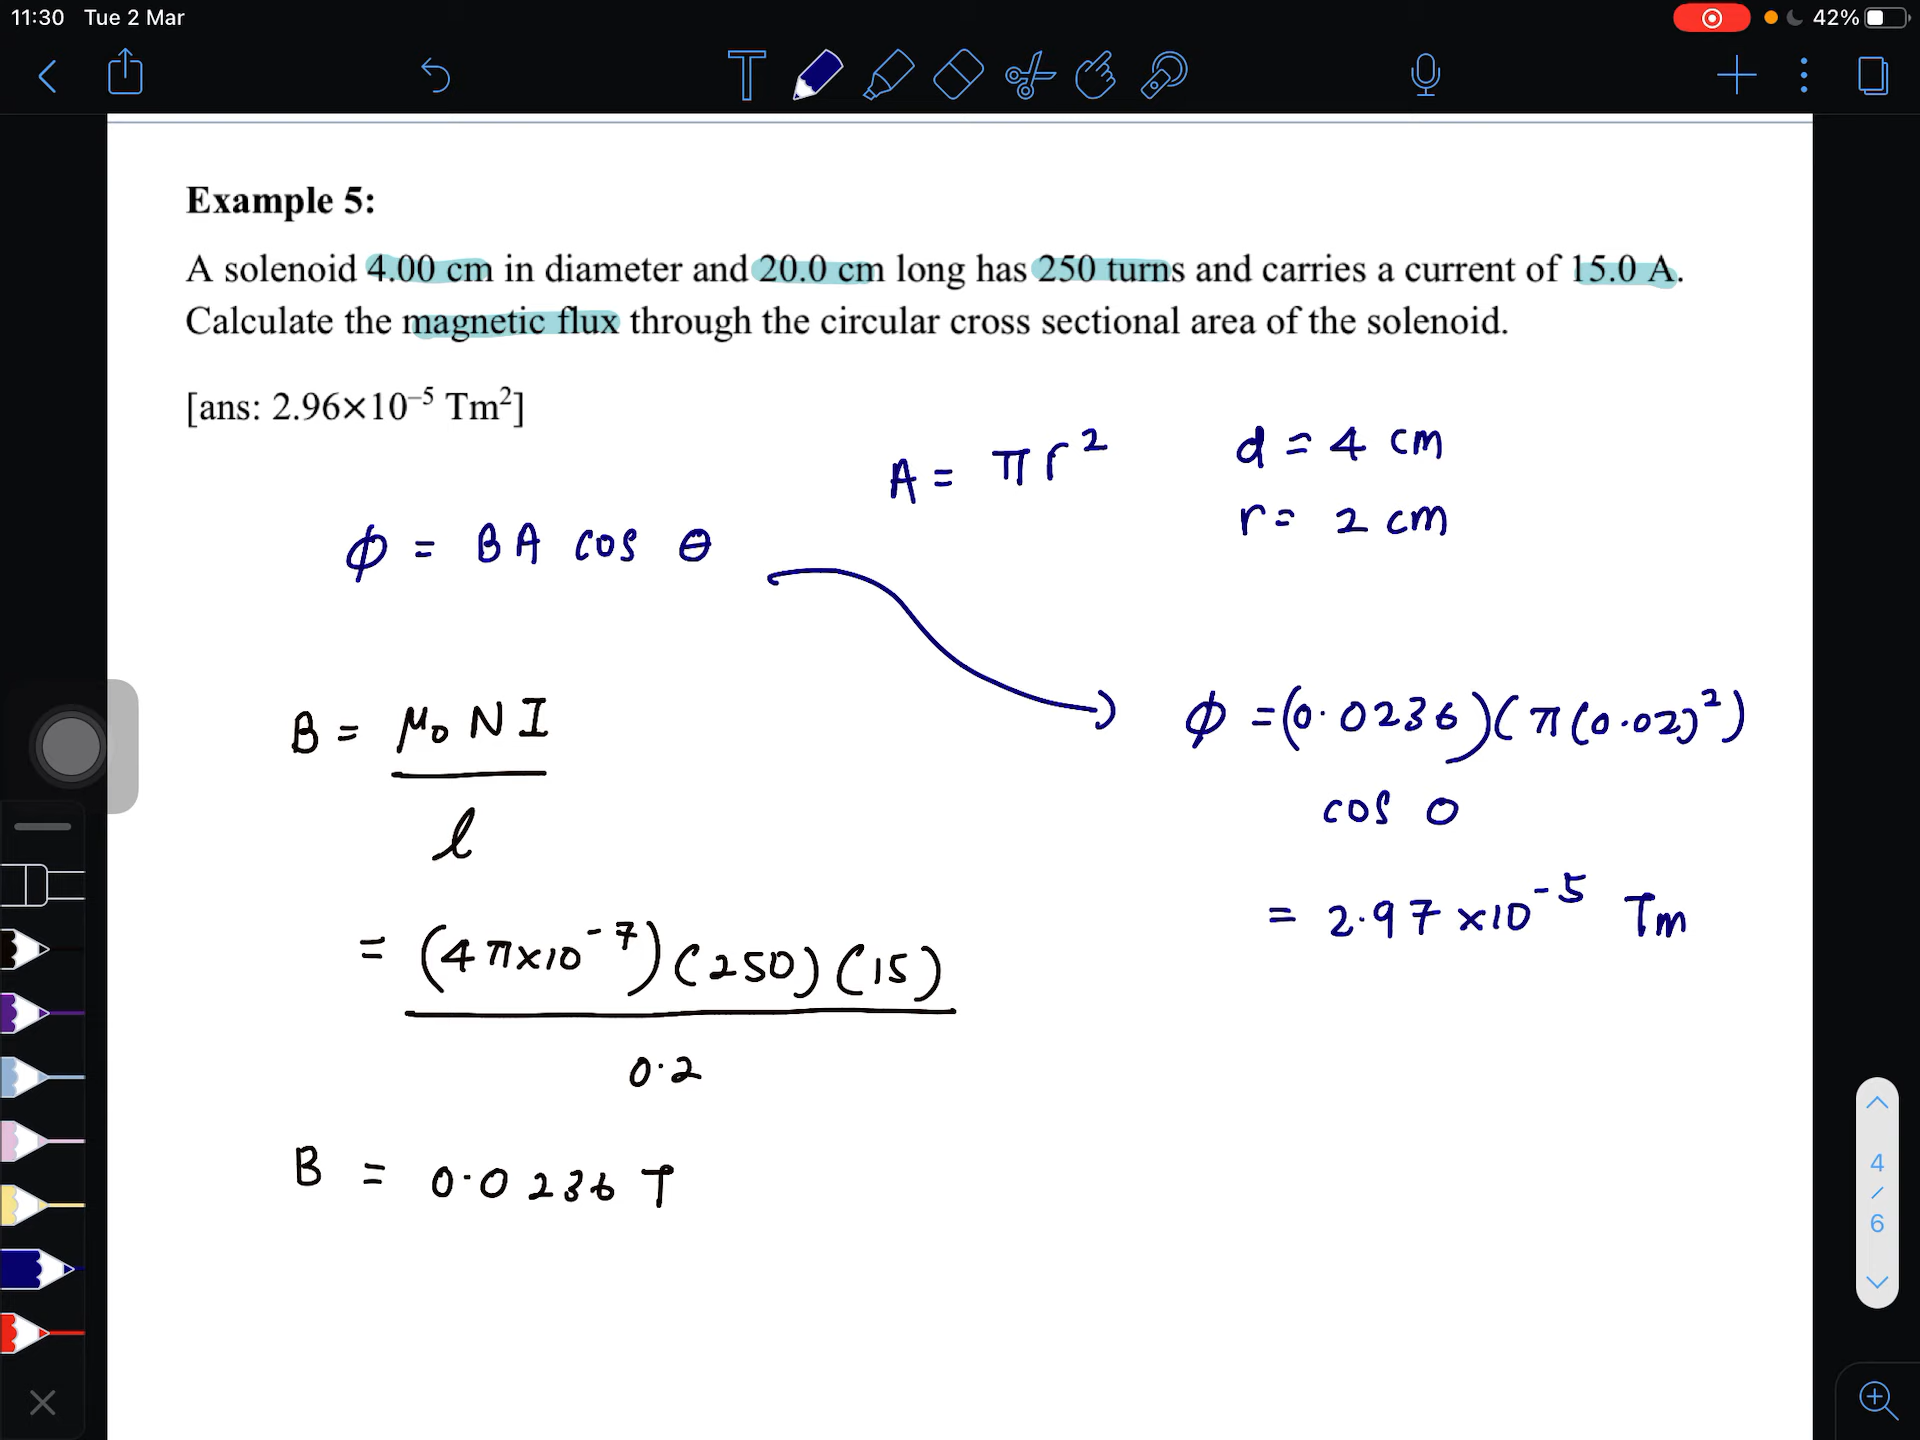 11:30 Tue 2 Mar
42%
T
Example 5:
A solenoid 4.00 cm in diameter and 20.0 cm long has 250 turns and carries a current of 15.0 A.
Calculate the magnetic flux through the circular cross sectional area of the solenoid.
[ans: 2.96×10⁻⁵ Tm²]
A = πr²
d = 4 cm
r = 2 cm
ϕ = BA cos θ
B = μ₀NI
l
= (4π×10⁻⁷)(250)(15)
0.2
B = 0.0236 T
ϕ = (0.0236)(π(0.02)²)
cos 0
= 2.97 ×10⁻⁵ Tm
4
/
6